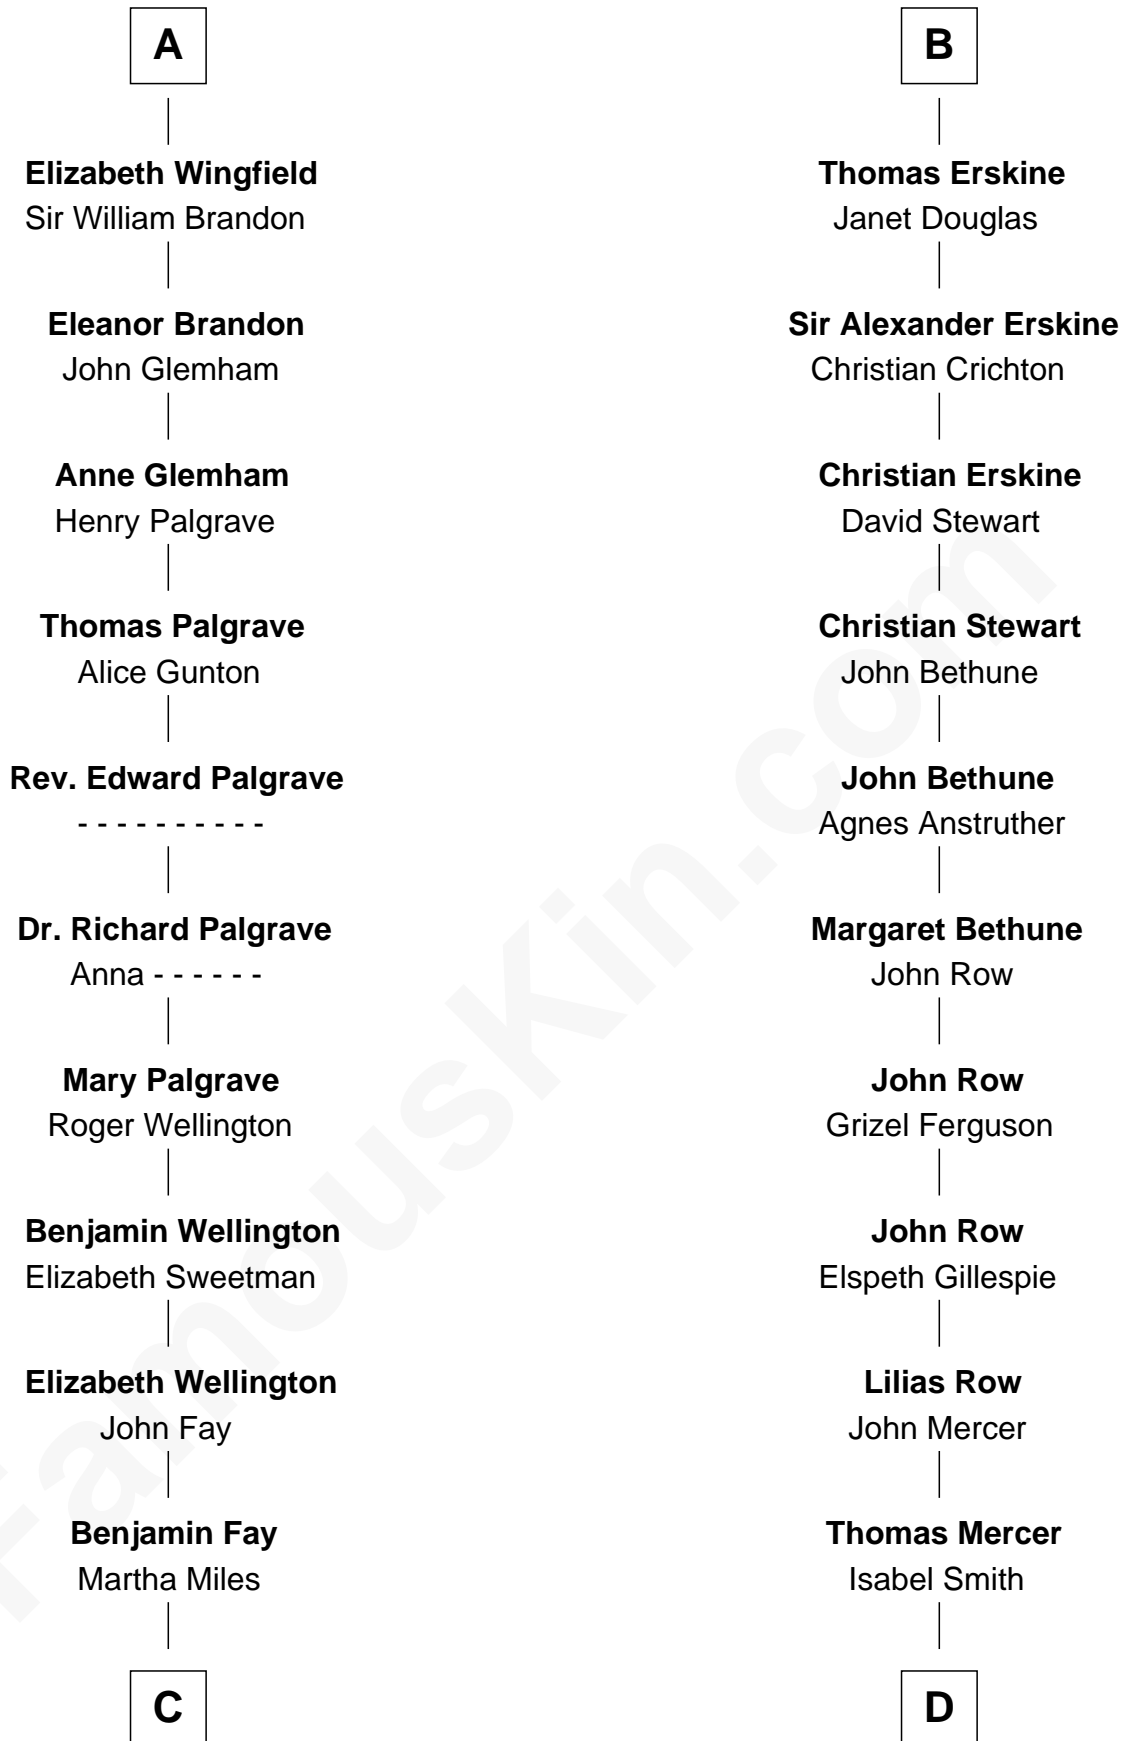 A
Elizabeth Wingfield
Sir William Brandon
Eleanor Brandon
John Glemham
Anne Glemham
Henry Palgrave
Thomas Palgrave
Alice Gunton
Rev. Edward Palgrave
- - - - - - - - - -
Dr. Richard Palgrave
Anna - - - - - -
Mary Palgrave
Roger Wellington
Benjamin Wellington
Elizabeth Sweetman
Elizabeth Wellington
John Fay
Benjamin Fay
Martha Miles
C
B
Thomas Erskine
Janet Douglas
Sir Alexander Erskine
Christian Crichton
Christian Erskine
David Stewart
Christian Stewart
John Bethune
John Bethune
Agnes Anstruther
Margaret Bethune
John Row
John Row
Grizel Ferguson
John Row
Elspeth Gillespie
Lilias Row
John Mercer
Thomas Mercer
Isabel Smith
D
FamousKin.com